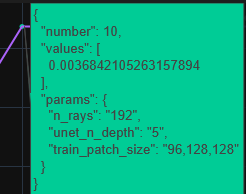 {
"number": 10,
"values": [
0.0036842105263157894
],
"params": {
"n_rays": "192",
"unet_n_depth": "5",
"train_patch_size": "96,128,128"
}
}